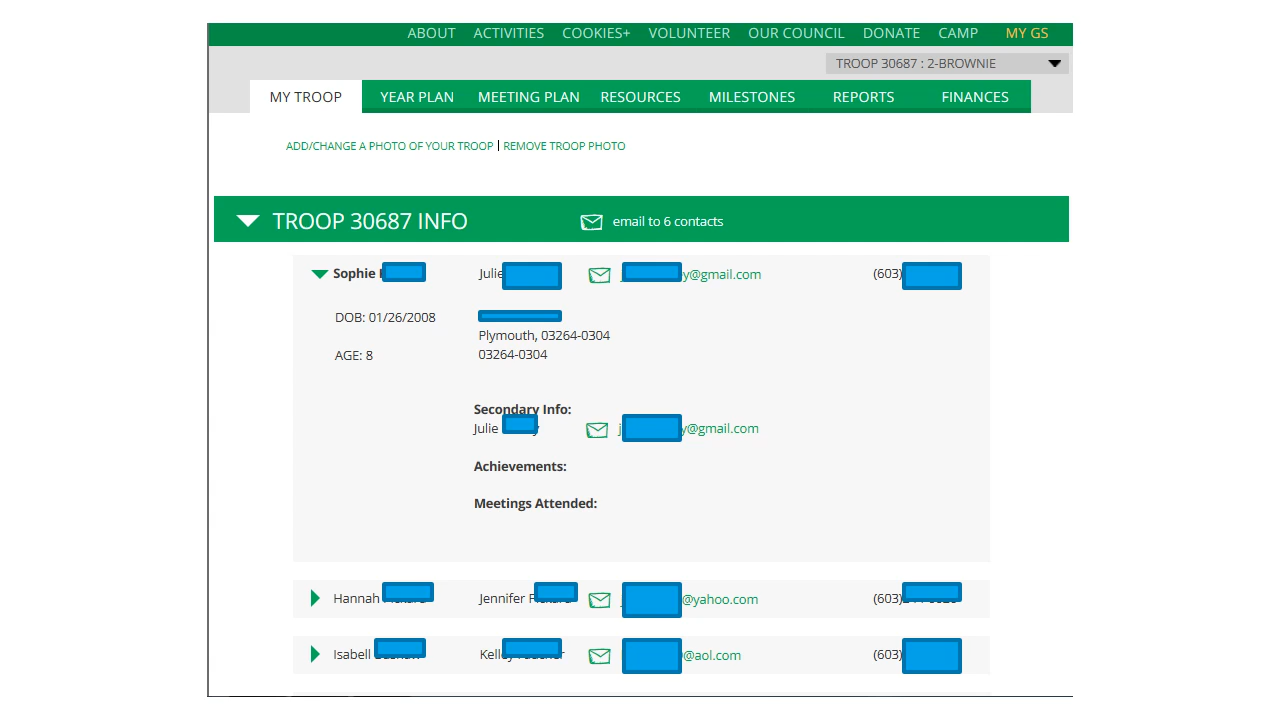 ABOUT ACTIVITIES COOKIES+ VOLUNTEER OUR COUNCIL DONATE CAMP MY GS
TROOP 30687 : 2-BROWNIE
MY TROOP YEAR PLAN MEETING PLAN RESOURCES MILESTONES REPORTS FINANCES
ADD/CHANGE A PHOTO OF YOUR TROOP | REMOVE TROOP PHOTO
TROOP 30687 INFO email to 6 contacts
Sophie Julie y@gmail.com (603)
DOB: 01/26/2008
Plymouth, 03264-0304
AGE: 8 03264-0304
Secondary Info:
Julie y@gmail.com
Achievements:
Meetings Attended:
Hannah Jennifer @yahoo.com (603)
Isabell Kelley @aol.com (603)